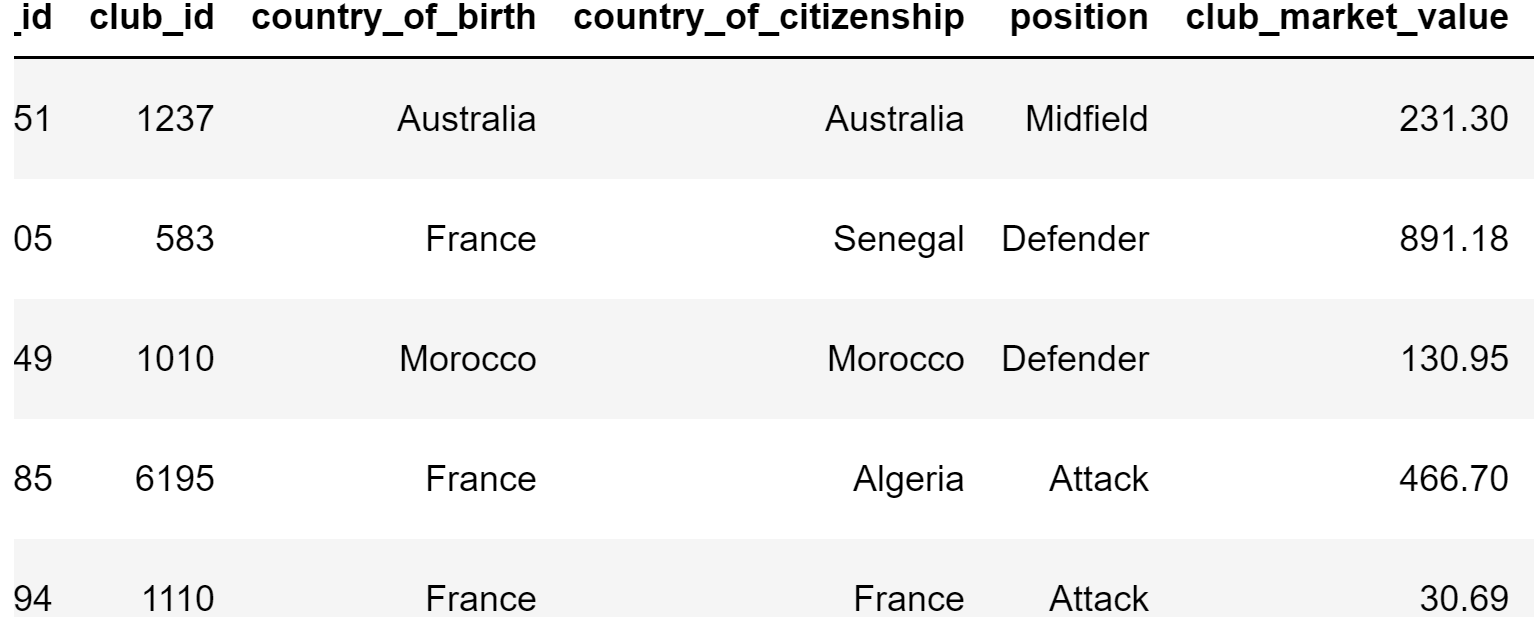 _id club_id country_of_birth country_of_citizenship position club_market_value
51 1237 Australia Australia Midfield 231.30
05 583 France Senegal Defender 891.18
49 1010 Morocco Morocco Defender 130.95
85 6195 France Algeria Attack 466.70
94 1110 France France Attack 30.69